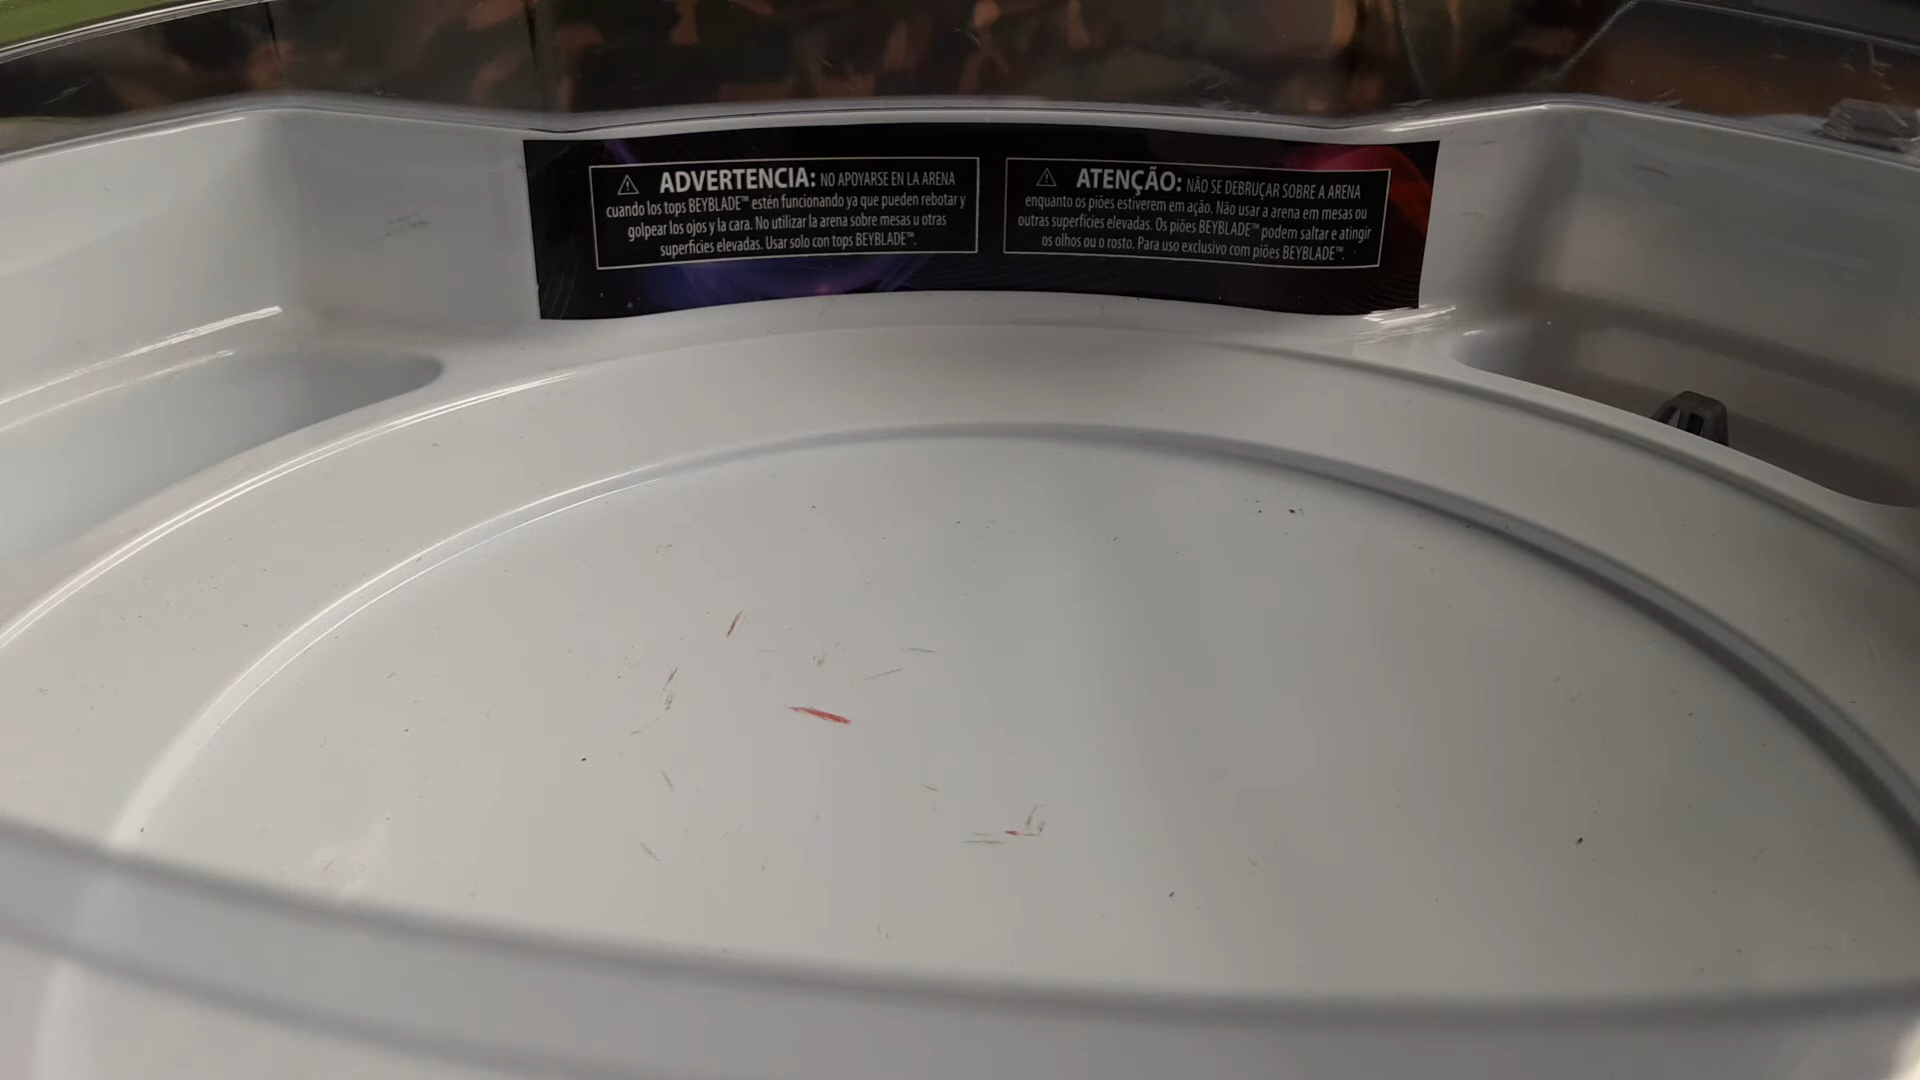 ADVERTENCIA: NO APOYARSE EN LA ARENA
cuando los tops BEYBLADE™ estén funcionando ya que pueden rebotar y
golpear los ojos y la cara. No utilizar la arena sobre mesas u otras
superficies elevadas. Usar solo con tops BEYBLADE™.
ATENÇÃO: NÃO SE DEBRUÇAR SOBRE A ARENA
enquanto os piões estiverem em ação. Não usar a arena em mesas ou
outras superfícies elevadas. Os piões BEYBLADE™ podem saltar e atingir
os olhos ou o rosto. Para uso exclusivo com piões BEYBLADE™.